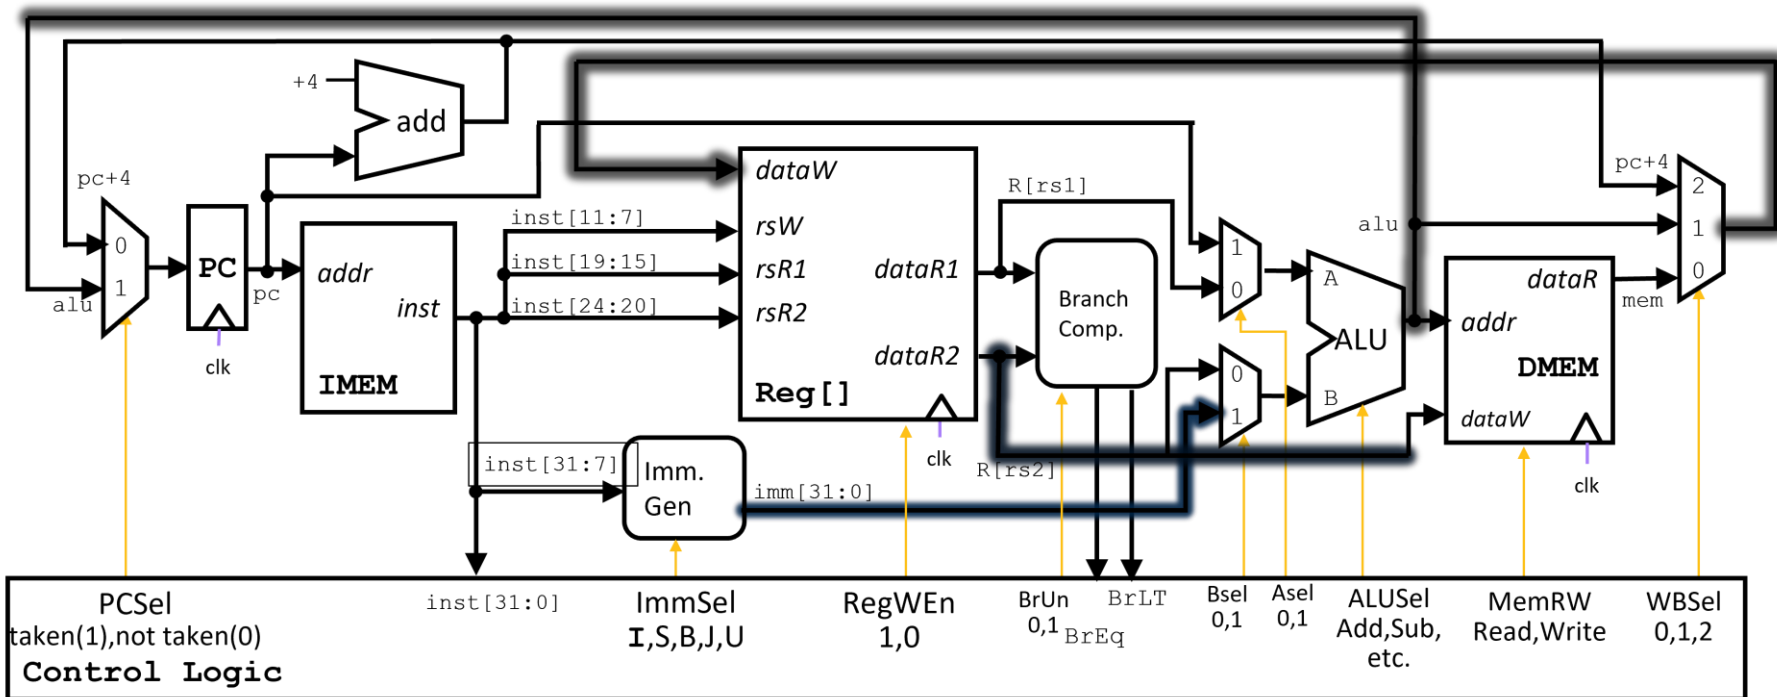 +4
add
pc+4
0
1
alu
PC
clk
pc
addr
inst
IMEM
inst[11:7]
inst[19:15]
inst[24:20]
dataW
rsW
rsR1
rsR2
dataR1
dataR2
Reg[]
clk
R[rs1]
R[rs2]
Branch
Comp.
inst[31:7]
Imm.
Gen
imm[31:0]
1
0
0
1
A
ALU
B
alu
addr
dataR
DMEM
dataW
clk
mem
pc+4
2
1
0
PCSel
taken(1),not taken(0)
Control Logic
inst[31:0]
ImmSel
I,S,B,J,U
RegWEn
1,0
BrUn
0,1
BrEq
BrLT
Bsel
0,1
Asel
0,1
ALUSel
Add,Sub,
etc.
MemRW
Read,Write
WBSel
0,1,2